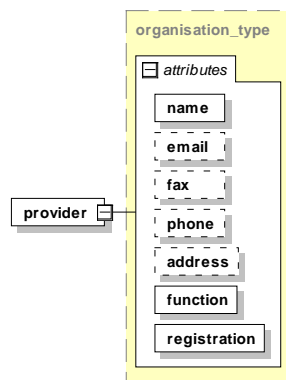 organisation_type
attributes
name
email
fax
phone
provider
address
function
registration